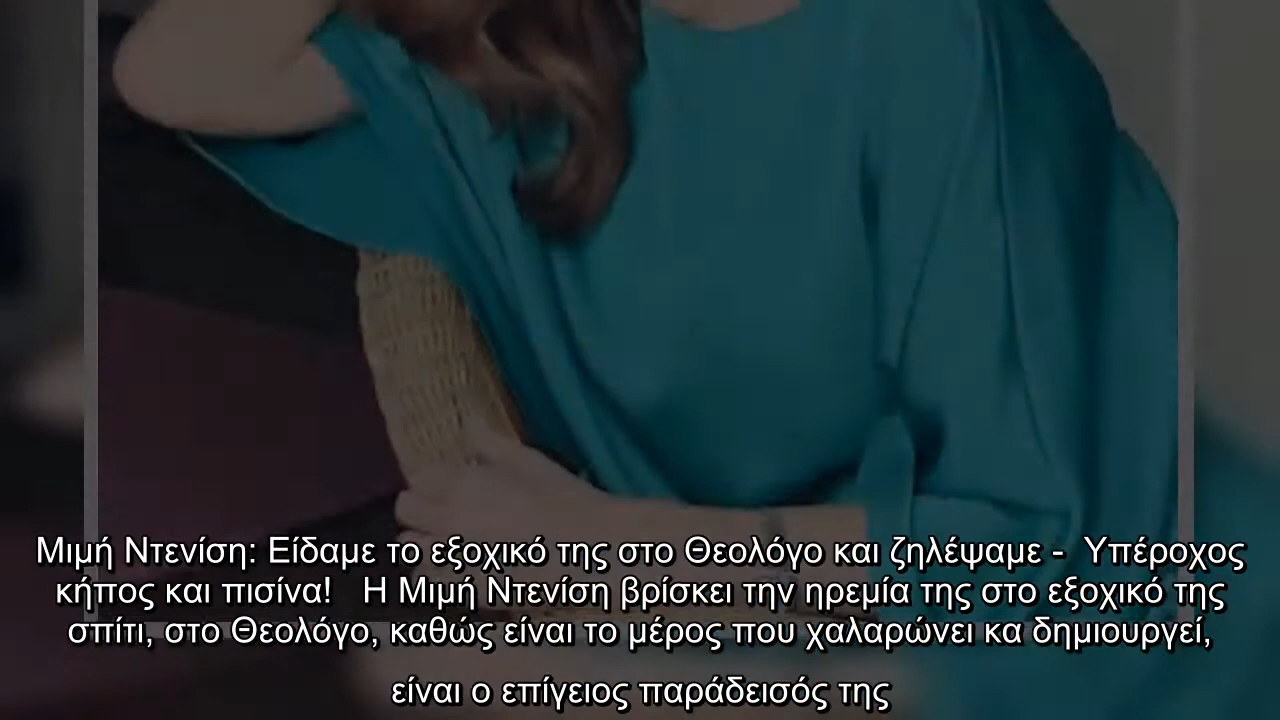 Μιμή Ντενίση: Είδαμε το εξοχικό της στο Θεολόγο και ζηλέψαμε -  Υπέροχος
κήπος και πισίνα!   Η Μιμή Ντενίση βρίσκει την ηρεμία της στο εξοχικό της
σπίτι, στο Θεολόγο, καθώς είναι το μέρος που χαλαρώνει κα δημιουργεί,
είναι ο επίγειος παράδεισός της